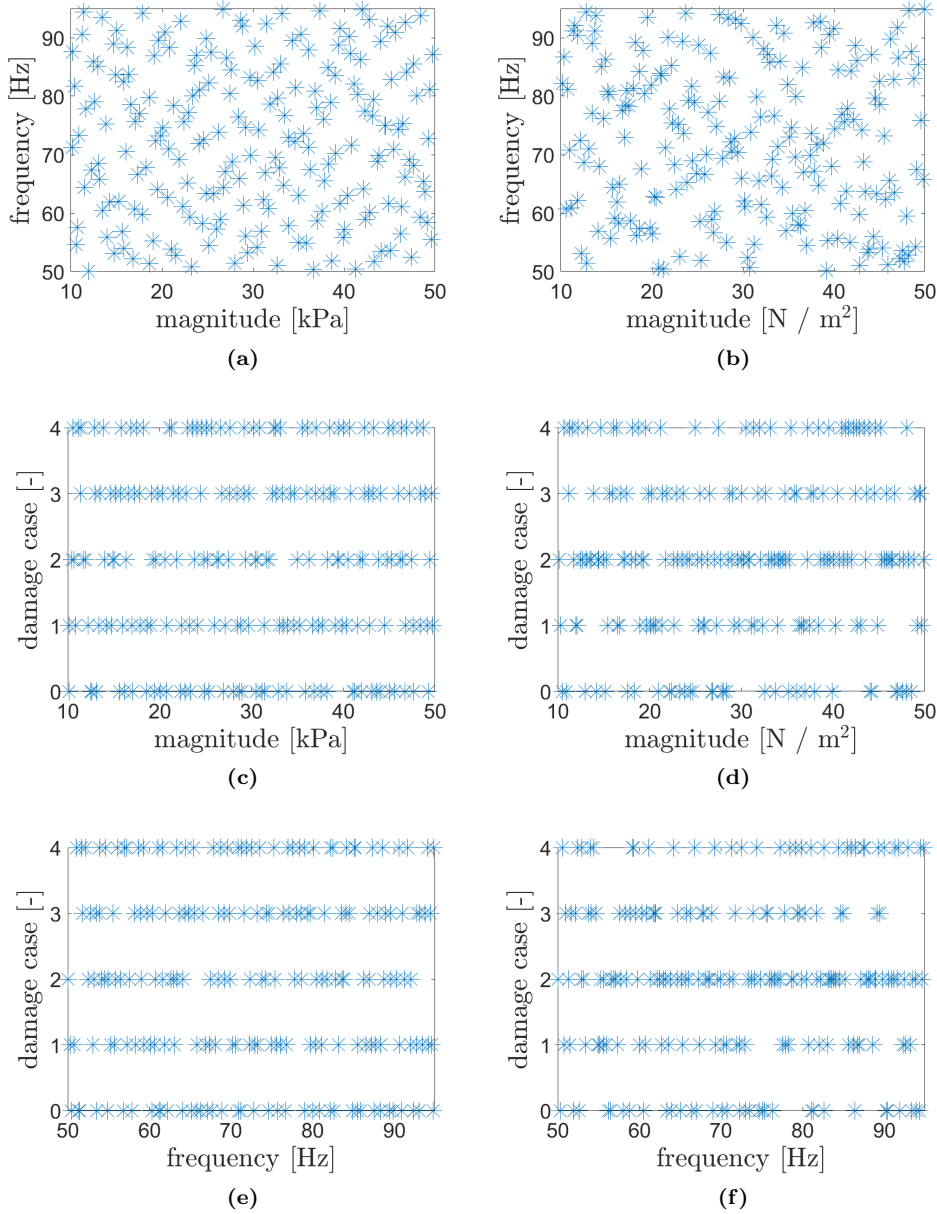 90
80
70
60
50
frequency [Hz]
10 20 30 40 50
magnitude [kPa]
(a)
90
80
70
60
50
frequency [Hz]
10 20 30 40 50
magnitude [N / m²]
(b)
4
3
2
1
0
damage case [-]
10 20 30 40 50
magnitude [kPa]
(c)
4
3
2
1
0
damage case [-]
10 20 30 40 50
magnitude [N / m²]
(d)
4
3
2
1
0
damage case [-]
50 60 70 80 90
frequency [Hz]
(e)
4
3
2
1
0
damage case [-]
50 60 70 80 90
frequency [Hz]
(f)